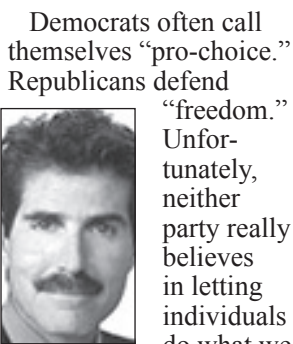 Democrats often call
themselves “pro-choice.”
Republicans defend
“freedom.”
Unfor-
tunately,
neither
party really
believes
in letting
individuals
do what we